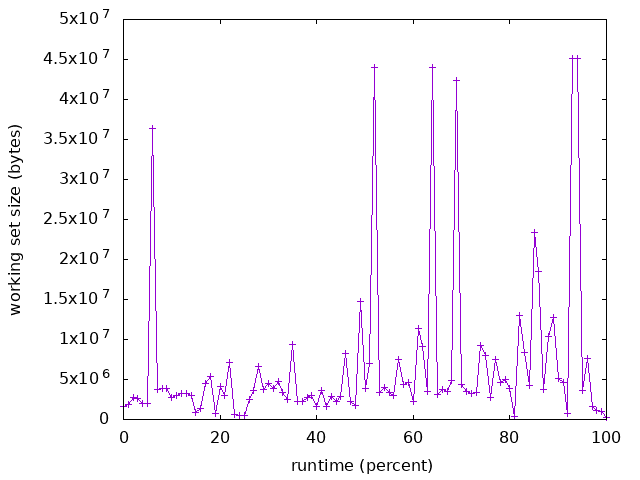 5x10^7
4.5x10^7
4x10^7
3.5x10^7
3x10^7
2.5x10^7
2x10^7
1.5x10^7
1x10^7
5x10^6
0
working set size (bytes)
0 20 40 60 80 100
runtime (percent)